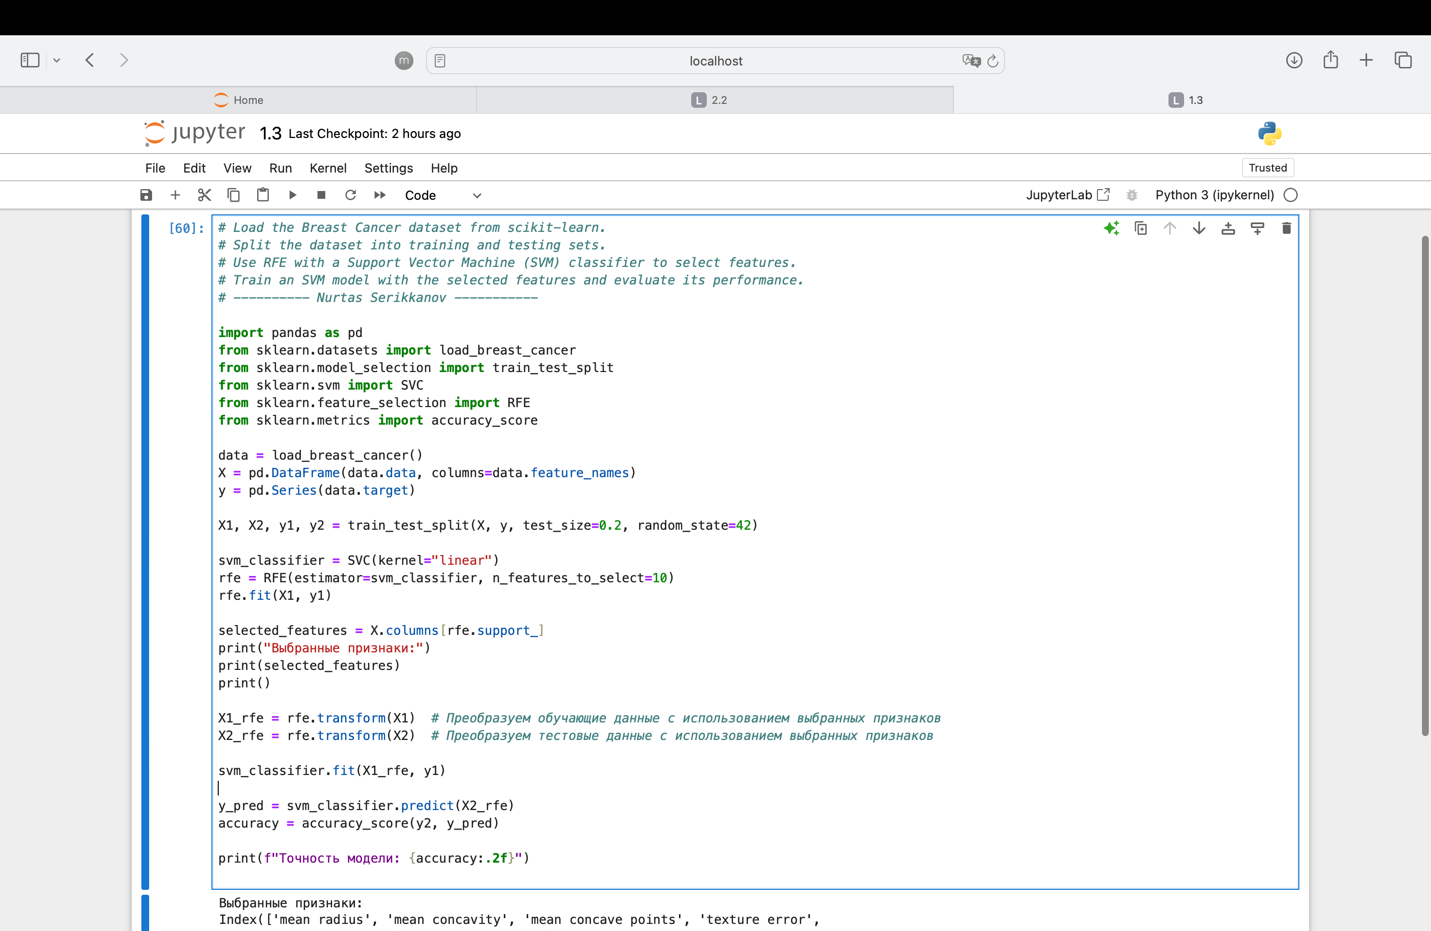 m
localhost
Home
L 2.2
L 1.3
jupyter 1.3 Last Checkpoint: 2 hours ago
File Edit View Run Kernel Settings Help
Trusted
Code
JupyterLab
Python 3 (ipykernel)
[60]:
# Load the Breast Cancer dataset from scikit-learn.
# Split the dataset into training and testing sets.
# Use RFE with a Support Vector Machine (SVM) classifier to select features.
# Train an SVM model with the selected features and evaluate its performance.
# ---------- Nurtas Serikkanov -----------
import pandas as pd
from sklearn.datasets import load_breast_cancer
from sklearn.model_selection import train_test_split
from sklearn.svm import SVC
from sklearn.feature_selection import RFE
from sklearn.metrics import accuracy_score
data = load_breast_cancer()
X = pd.DataFrame(data.data, columns=data.feature_names)
y = pd.Series(data.target)
X1, X2, y1, y2 = train_test_split(X, y, test_size=0.2, random_state=42)
svm_classifier = SVC(kernel="linear")
rfe = RFE(estimator=svm_classifier, n_features_to_select=10)
rfe.fit(X1, y1)
selected_features = X.columns[rfe.support_]
print("Выбранные признаки:")
print(selected_features)
print()
X1_rfe = rfe.transform(X1)  # Преобразуем обучающие данные с использованием выбранных признаков
X2_rfe = rfe.transform(X2)  # Преобразуем тестовые данные с использованием выбранных признаков
svm_classifier.fit(X1_rfe, y1)
y_pred = svm_classifier.predict(X2_rfe)
accuracy = accuracy_score(y2, y_pred)
print(f"Точность модели: {accuracy:.2f}")
Выбранные признаки:
Index(['mean radius', 'mean concavity', 'mean concave points', 'texture error',